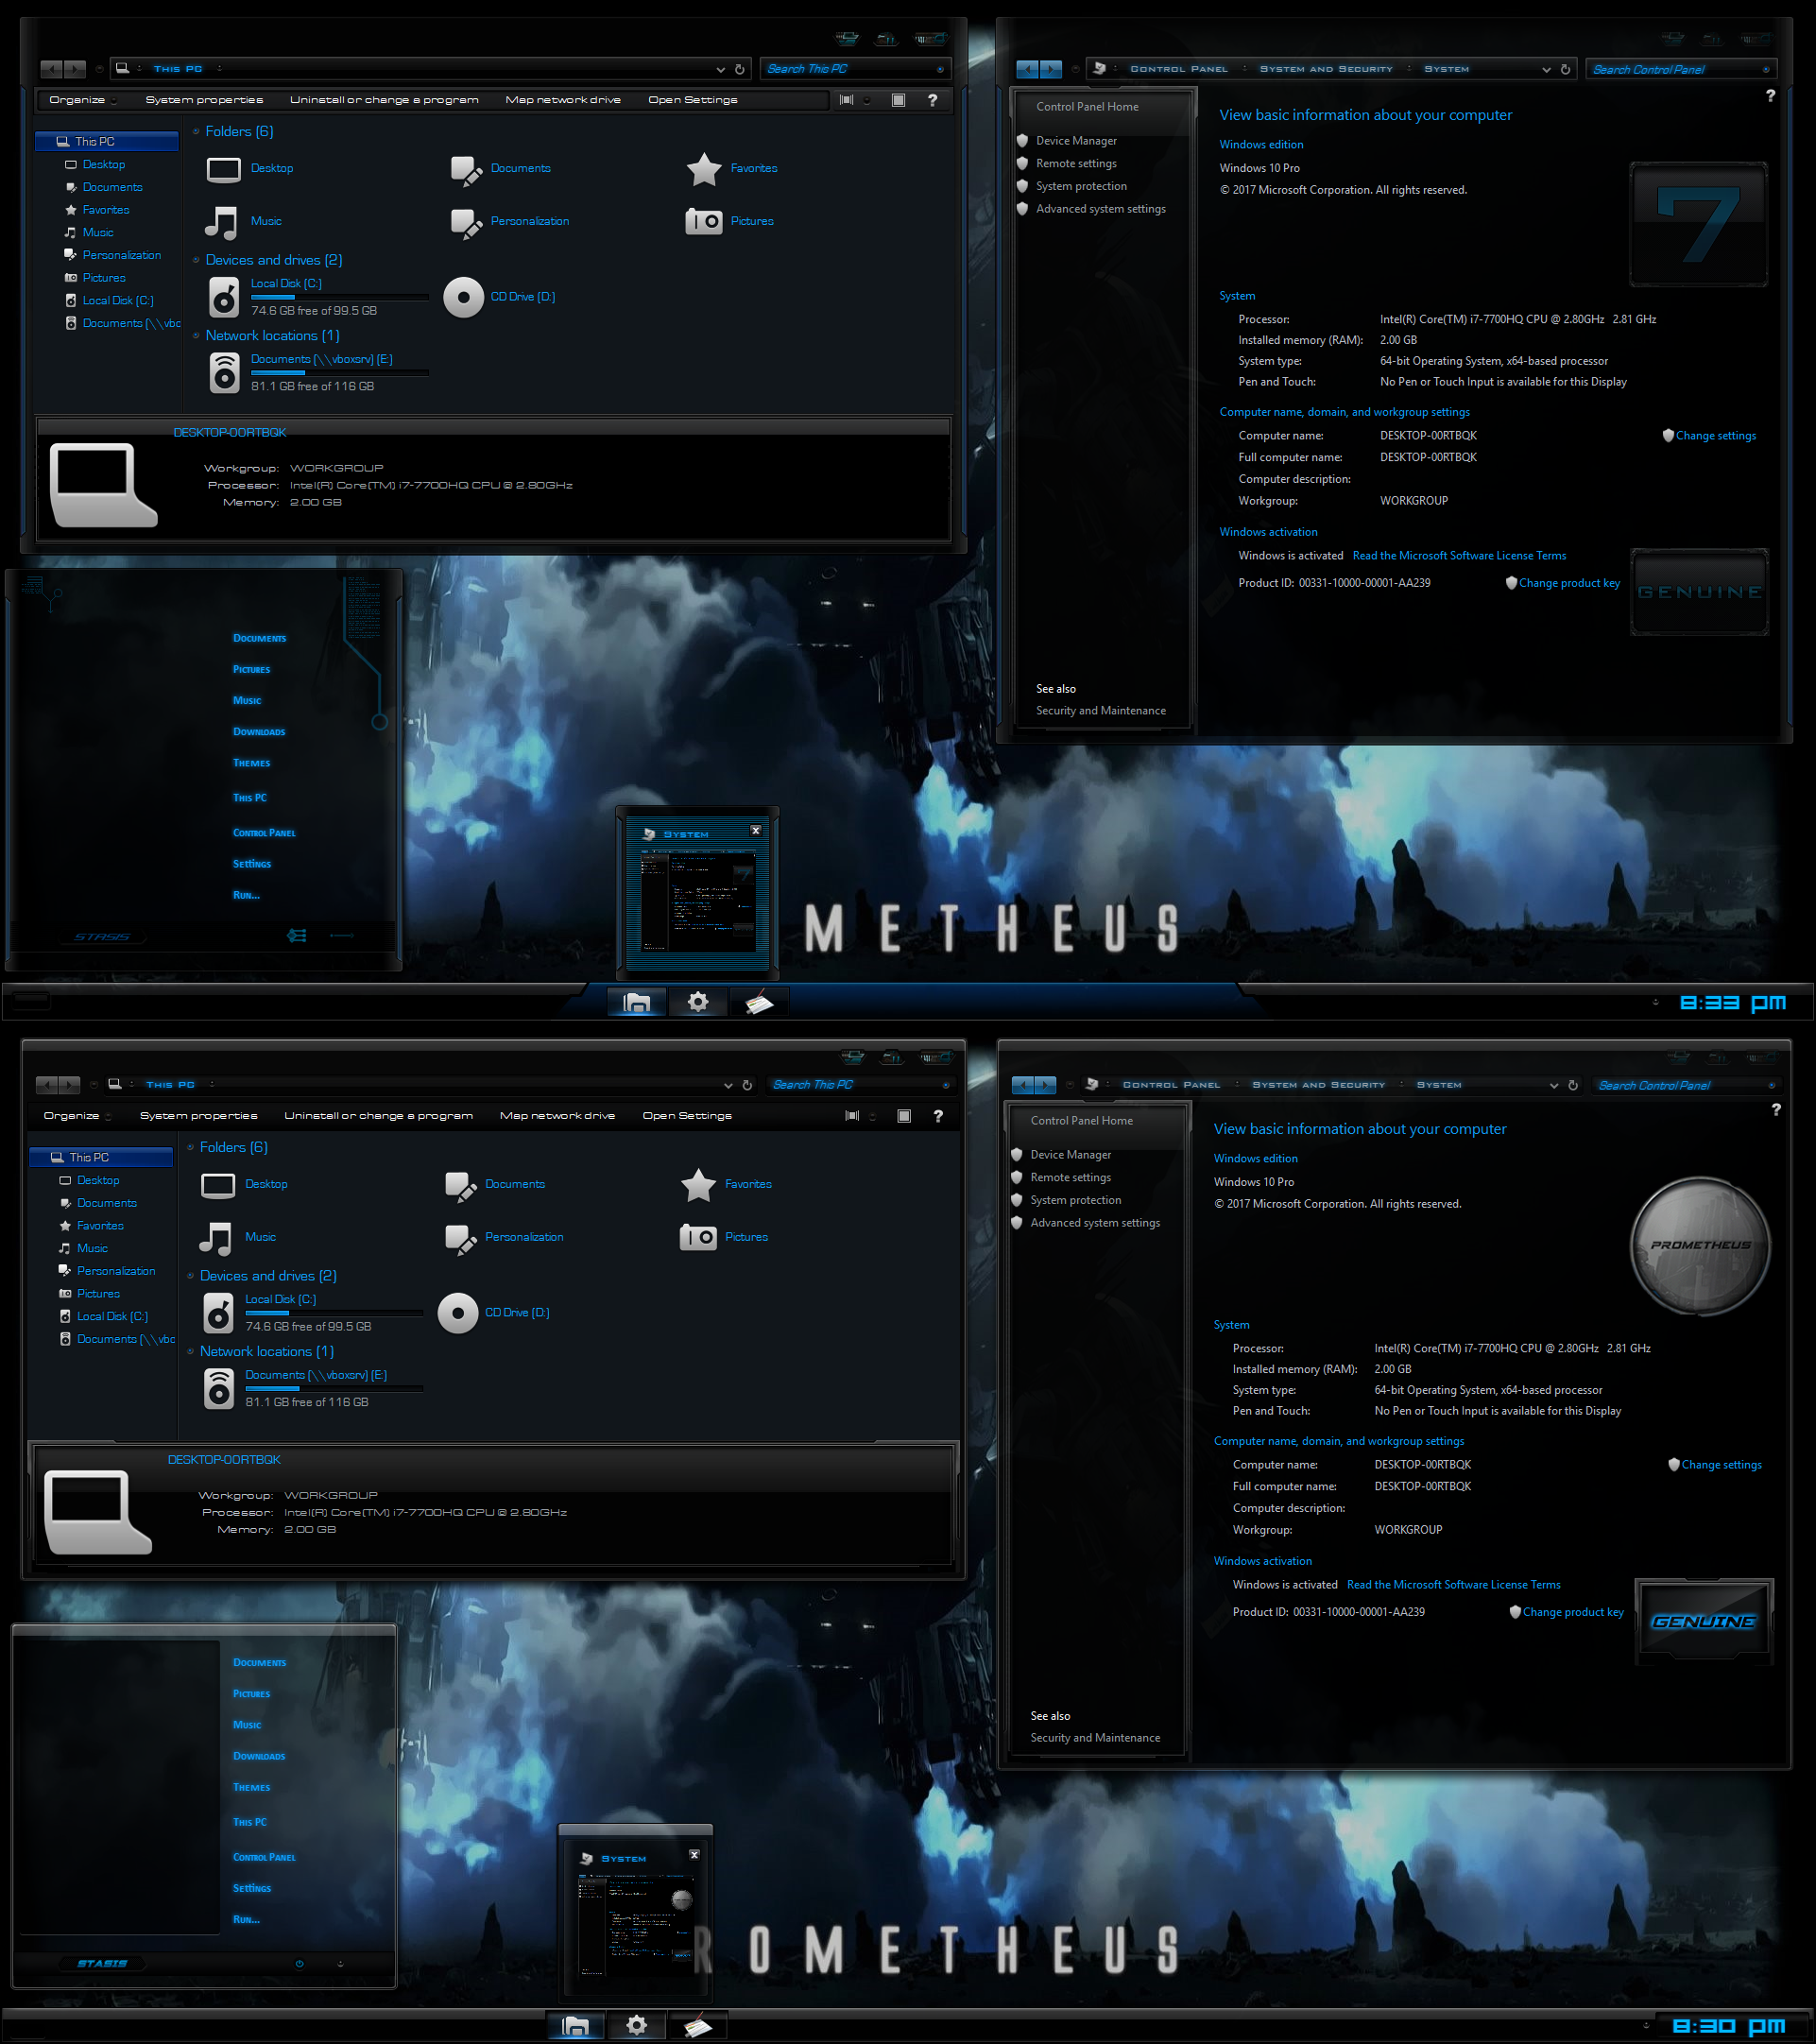 This PC
Search This PC
Organize
System properties
Uninstall or change a program
Map network drive
Open Settings
?
This PC
Desktop
Documents
Favorites
Music
Personalization
Pictures
Local Disk (C:)
Documents (\\vbo
Folders (6)
Desktop
Documents
Favorites
Music
Personalization
Pictures
Devices and drives (2)
Local Disk (C:)
74.6 GB free of 99.5 GB
CD Drive (D:)
Network locations (1)
Documents (\\vboxsrv) (E:)
81.1 GB free of 116 GB
DESKTOP-00RTBQK
Workgroup: WORKGROUP
Processor: Intel(R) Core(TM) i7-7700HQ CPU @ 2.80GHz
Memory: 2.00 GB
Control Panel
System and Security
System
Search Control Panel
?
Control Panel Home
Device Manager
Remote settings
System protection
Advanced system settings
See also
Security and Maintenance
View basic information about your computer
Windows edition
Windows 10 Pro
© 2017 Microsoft Corporation. All rights reserved.
7
System
Processor: Intel(R) Core(TM) i7-7700HQ CPU @ 2.80GHz 2.81 GHz
Installed memory (RAM): 2.00 GB
System type: 64-bit Operating System, x64-based processor
Pen and Touch: No Pen or Touch Input is available for this Display
Computer name, domain, and workgroup settings
Computer name: DESKTOP-00RTBQK
Change settings
Full computer name: DESKTOP-00RTBQK
Computer description:
Workgroup: WORKGROUP
Windows activation
Windows is activated Read the Microsoft Software License Terms
Product ID: 00331-10000-00001-AA239
Change product key
GENUINE
Documents
Pictures
Music
Downloads
Themes
This PC
Control Panel
Settings
Run...
STASIS
System
METHEUS
8:33 pm
This PC
Search This PC
Organize
System properties
Uninstall or change a program
Map network drive
Open Settings
?
This PC
Desktop
Documents
Favorites
Music
Personalization
Pictures
Local Disk (C:)
Documents (\\vbo
Folders (6)
Desktop
Documents
Favorites
Music
Personalization
Pictures
Devices and drives (2)
Local Disk (C:)
74.6 GB free of 99.5 GB
CD Drive (D:)
Network locations (1)
Documents (\\vboxsrv) (E:)
81.1 GB free of 116 GB
DESKTOP-00RTBQK
Workgroup: WORKGROUP
Processor: Intel(R) Core(TM) i7-7700HQ CPU @ 2.80GHz
Memory: 2.00 GB
Control Panel
System and Security
System
Search Control Panel
?
Control Panel Home
Device Manager
Remote settings
System protection
Advanced system settings
See also
Security and Maintenance
View basic information about your computer
Windows edition
Windows 10 Pro
© 2017 Microsoft Corporation. All rights reserved.
PROMETHEUS
System
Processor: Intel(R) Core(TM) i7-7700HQ CPU @ 2.80GHz 2.81 GHz
Installed memory (RAM): 2.00 GB
System type: 64-bit Operating System, x64-based processor
Pen and Touch: No Pen or Touch Input is available for this Display
Computer name, domain, and workgroup settings
Computer name: DESKTOP-00RTBQK
Change settings
Full computer name: DESKTOP-00RTBQK
Computer description:
Workgroup: WORKGROUP
Windows activation
Windows is activated Read the Microsoft Software License Terms
Product ID: 00331-10000-00001-AA239
Change product key
GENUINE
Documents
Pictures
Music
Downloads
Themes
This PC
Control Panel
Settings
Run...
STASIS
System
ROMETHEUS
8:30 pm